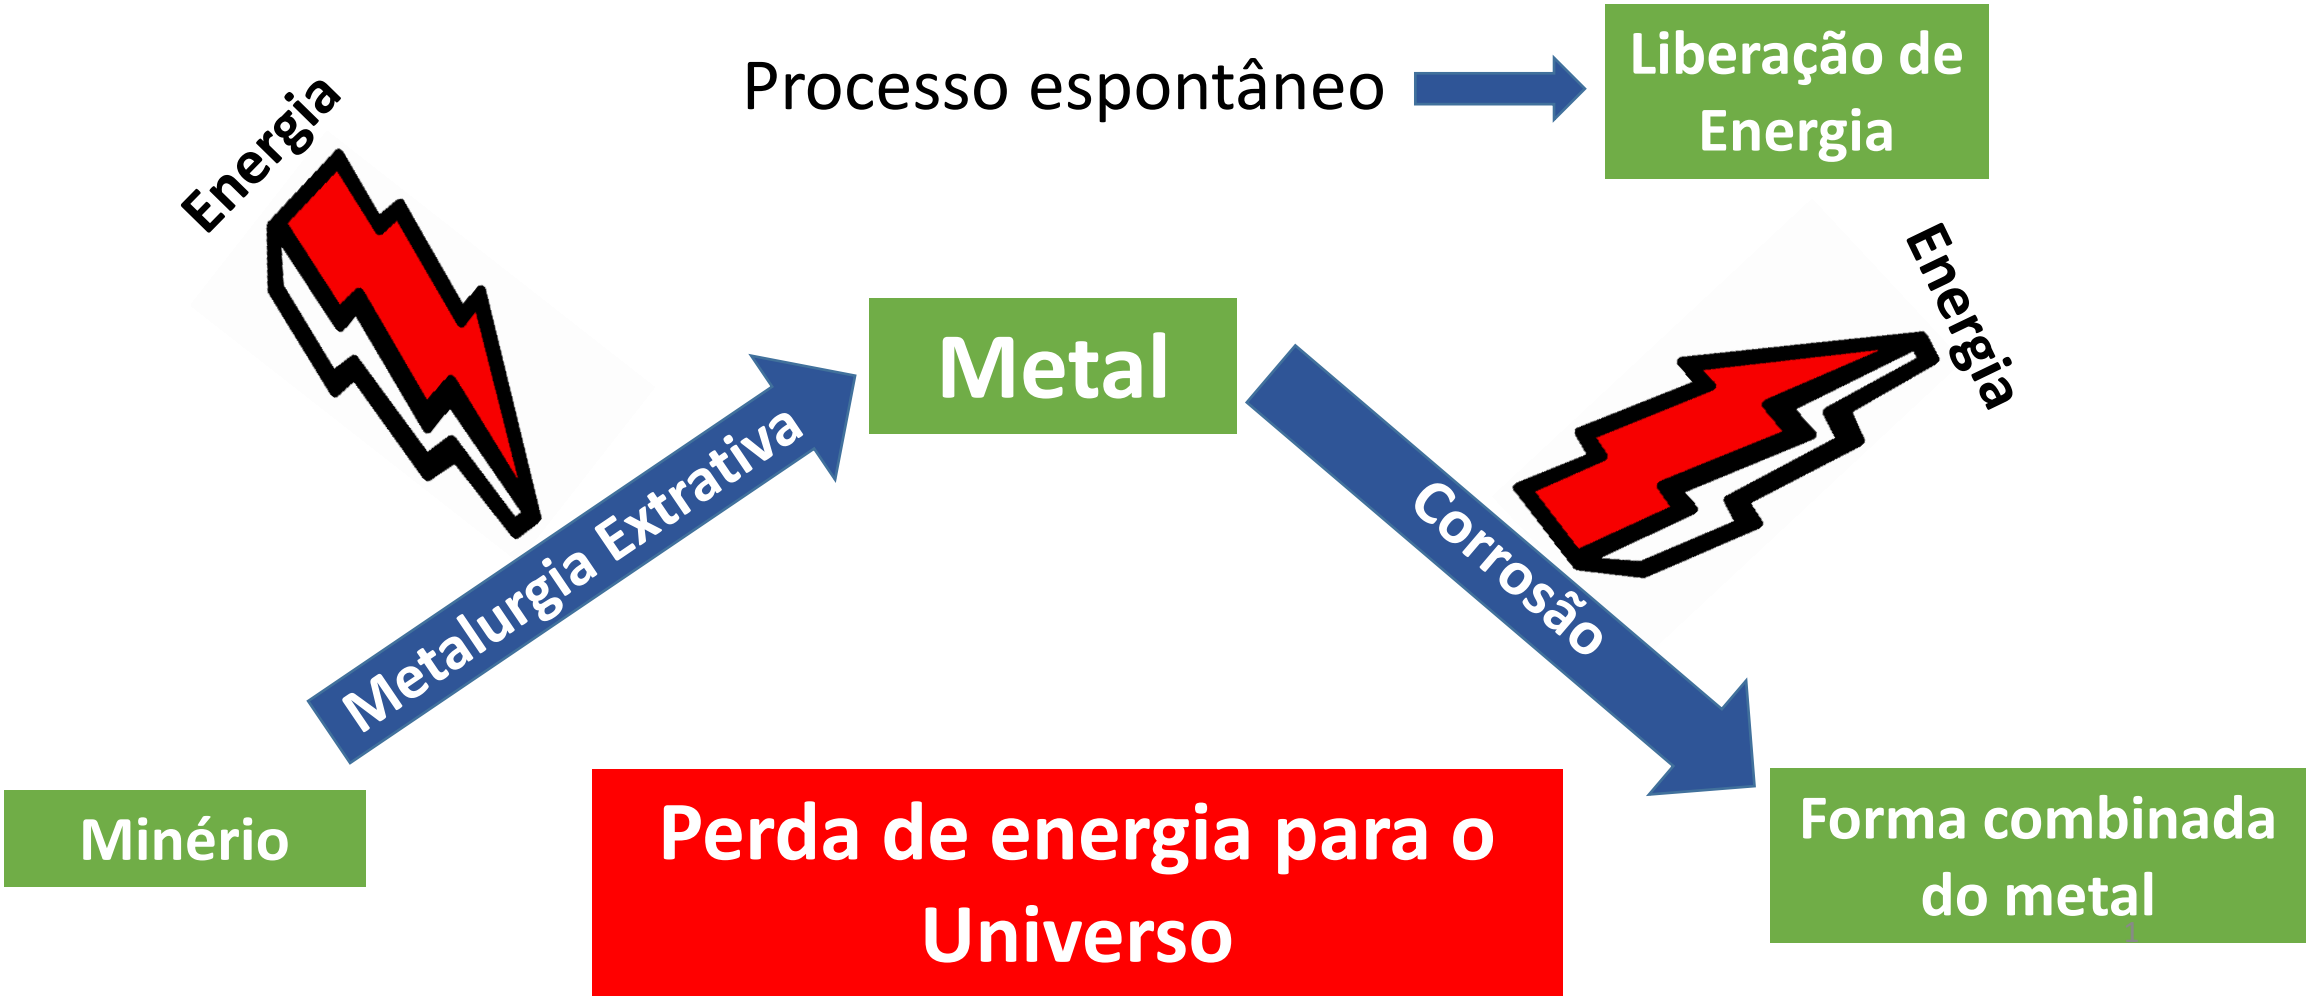 Processo espontâneo
Liberação de
Energia
Energia
Energia
Metal
Metalurgia Extrativa
Corrosão
Minério
Perda de energia para o
Universo
Forma combinada
do metal
1